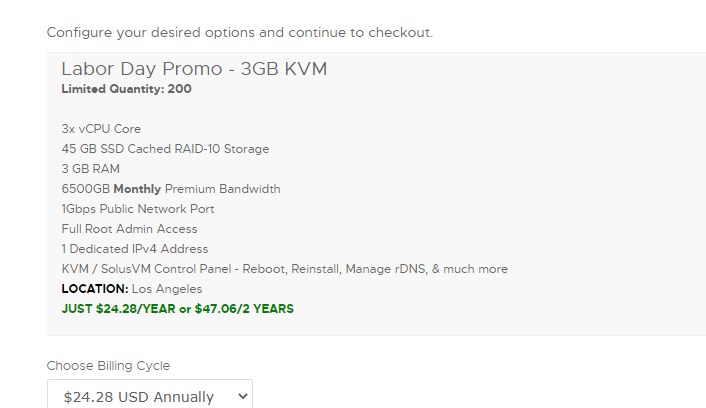 Configure your desired options and continue to checkout.
Labor Day Promo - 3GB KVM
Limited Quantity: 200
3x vCPU Core
45 GB SSD Cached RAID-10 Storage
3 GB RAM
6500GB Monthly Premium Bandwidth
1Gbps Public Network Port
Full Root Admin Access
1 Dedicated IPv4 Address
KVM / SolusVM Control Panel - Reboot, Reinstall, Manage rDNS, & much more
LOCATION: Los Angeles
JUST $24.28/YEAR or $47.06/2 YEARS
Choose Billing Cycle
$24.28 USD Annually